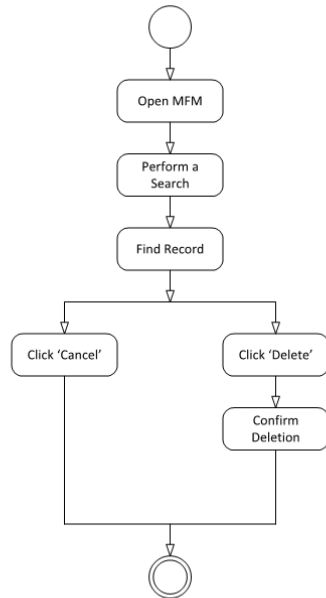 Open MFM
Perform a
Search
Find Record
Click ‘Cancel’
Click ‘Delete’
Confirm
Deletion